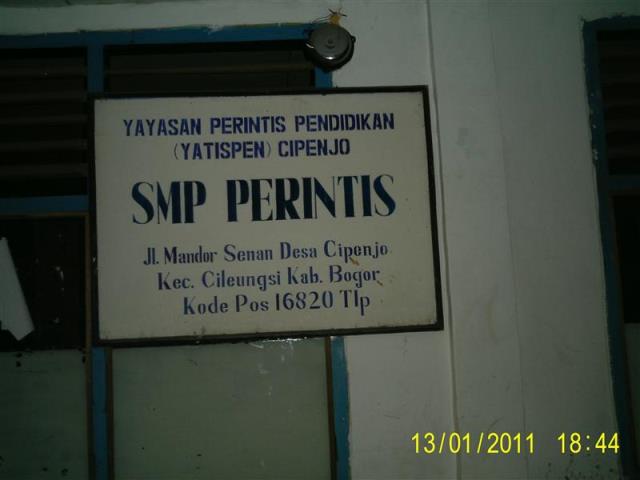 YAYASAN PERINTIS PENDIDIKAN
(YATISPEN) CIPENJO
SMP PERINTIS
Jl. Mandor Senan Desa Cipenjo
Kec. Cileungsi Kab. Bogor
Kode Pos 16820 Tlp
13/01/2011 18:44